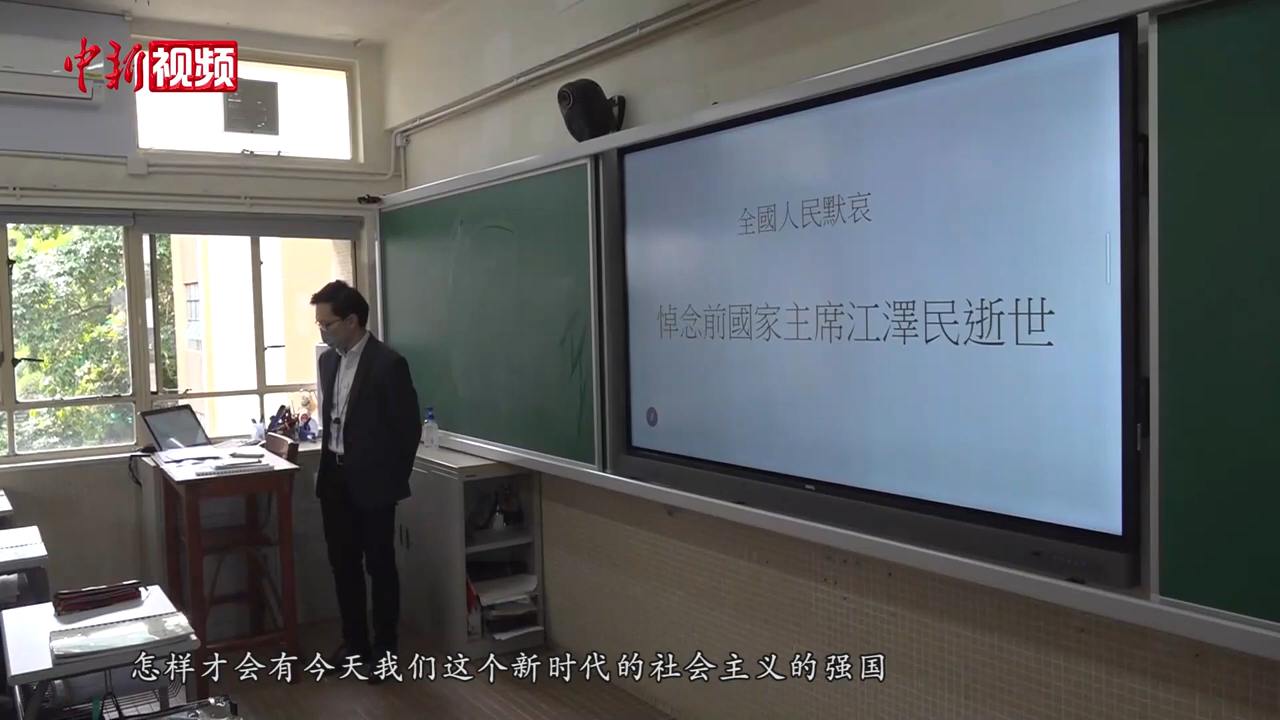 中新视频
全國人民默哀
悼念前國家主席江澤民逝世
怎样才会有今天我们这个新时代的社会主义的强国